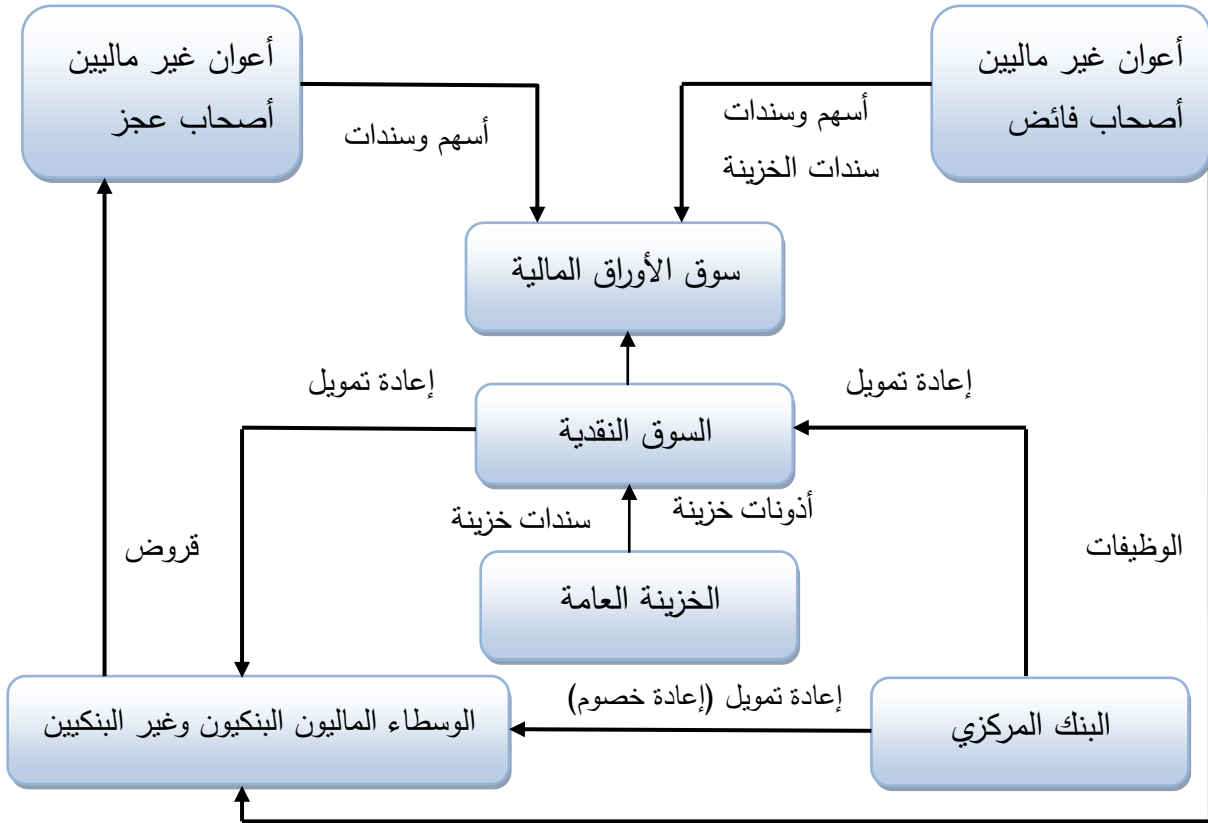 أعوان غير ماليين
أصحاب فائض
أعوان غير ماليين
أصحاب عجز
أسهم وسندات
سندات الخزينة
أسهم وسندات
سوق الأوراق المالية
إعادة تمويل
إعادة تمويل
السوق النقدية
أذونات خزينة
سندات خزينة
الوظيفات
قروض
الخزينة العامة
إعادة تمويل (إعادة خصوم)
البنك المركزي
الوسطاء الماليون البنكيون وغير البنكيين